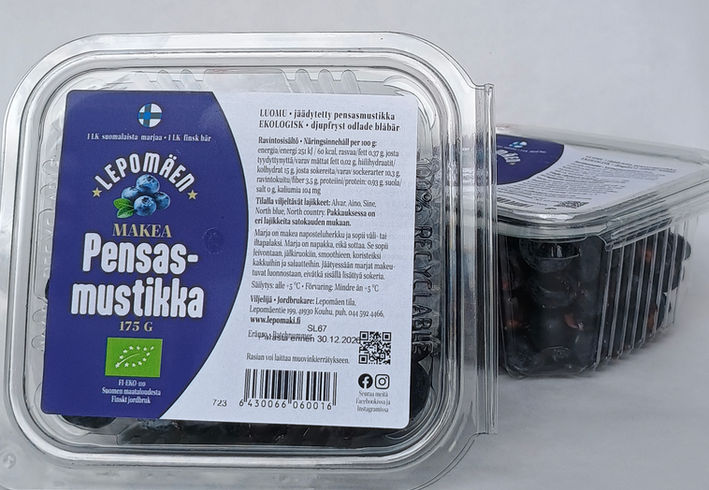 1 LK suomalaista marjaa • 1 LK finsk bär
LEPOMÄEN
MAKEA
Pensas-
mustikka
175 G
FI-EKO-110
Suomen maataloudesta
Finskt jordbruk
LUOMU • jäädytetty pensasmustikka
EKOLOGISK • djupfryst odlade blåbär
Ravintosisältö • Näringsinnehåll per 100 g:
energia/energi 251 kJ / 60 kcal, rasvaa/fett 0,37 g, josta
tyydyttynyttä/varav mättat fett 0,02 g, hiilihydraatit/
kolhydrat 15 g, josta sokereita/varav sockerarter 10,3 g,
ravintokuitu/fiber 3,5 g, proteiini/protein: 0,93 g, suola/
salt 0 g, kaliumia 104 mg
Tilalla viljeltävät lajikkeet: Alvar, Aino, Sine,
North blue, North country. Pakkauksessa on
eri lajikkeita satokauden mukaan.
Marja on makea naposteluherkku ja sopii väli- tai
iltapalaksi. Marja on napakka, eikä sottaa. Se sopii
leivontaan, jälkiruokiin, smoothieen, koristeiksi
kakkuihin ja salaatteihin. Jäätyessään marjat makeu-
tuvat luonnostaan, eivätkä sisällä lisättyä sokeria.
Säilytys: alle -5 °C • Förvaring: Mindre än -5 °C
Viljelijä • Jordbrukare: Lepomäen tila,
Lepomäentie 199, 41930 Kouhu, puh. 044 592 4466,
www.lepomaki.fi
SL67
Parasta ennen 30.12.2026
Rasian voi laittaa muovinkierrätykseen.
723
6 430066 060016
Seuraa meitä
Facebookissa ja
Instagramissa
100% RECYCLABLE